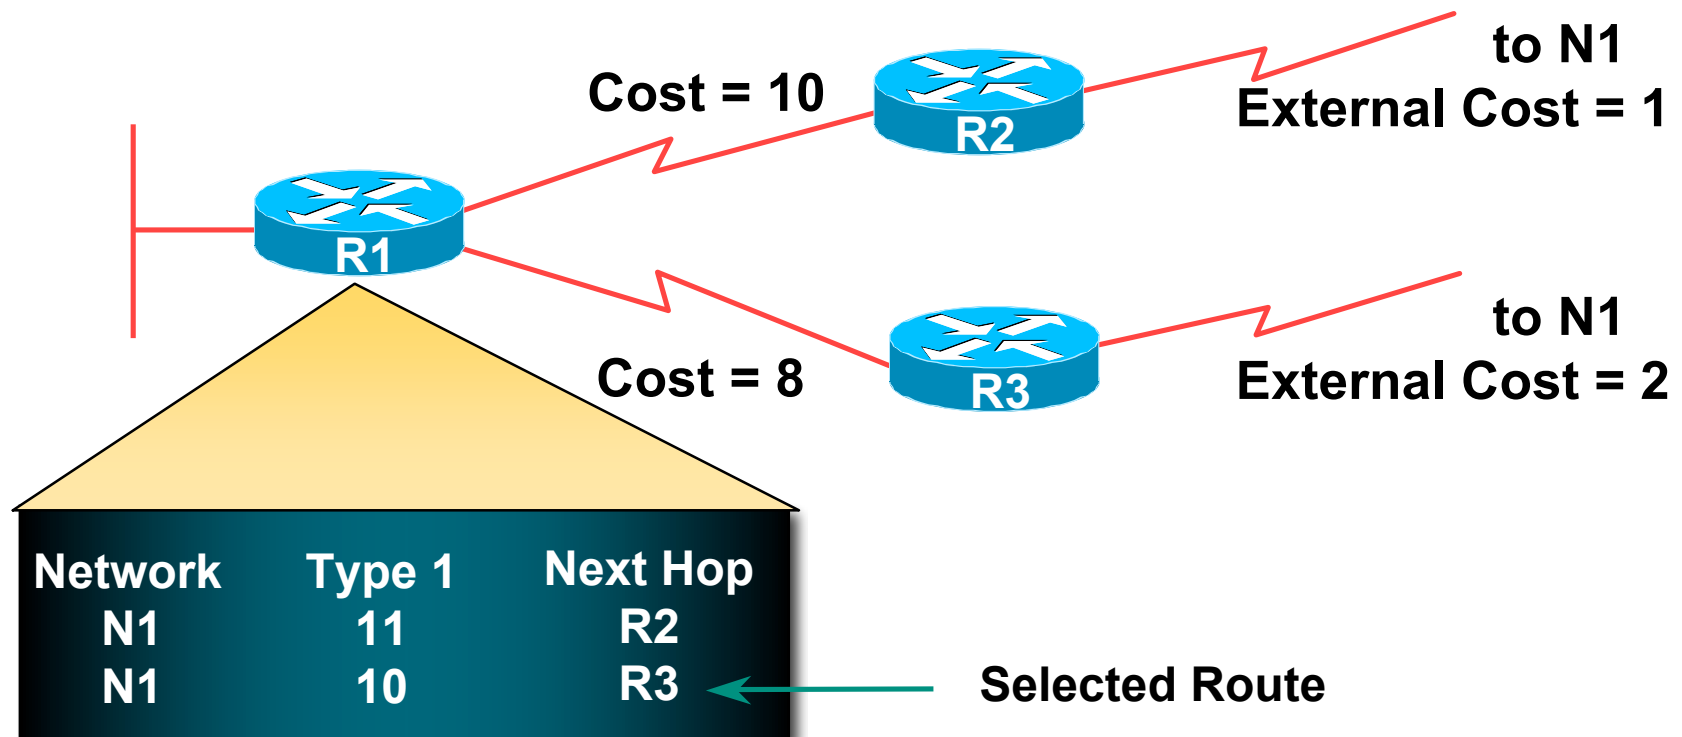 to N1
Cost = 10
External Cost = 1
R2
R1
to N1
Cost = 8
External Cost = 2
R3
Network Type 1 Next Hop
N1 11 R2
N1 10 R3
Selected Route